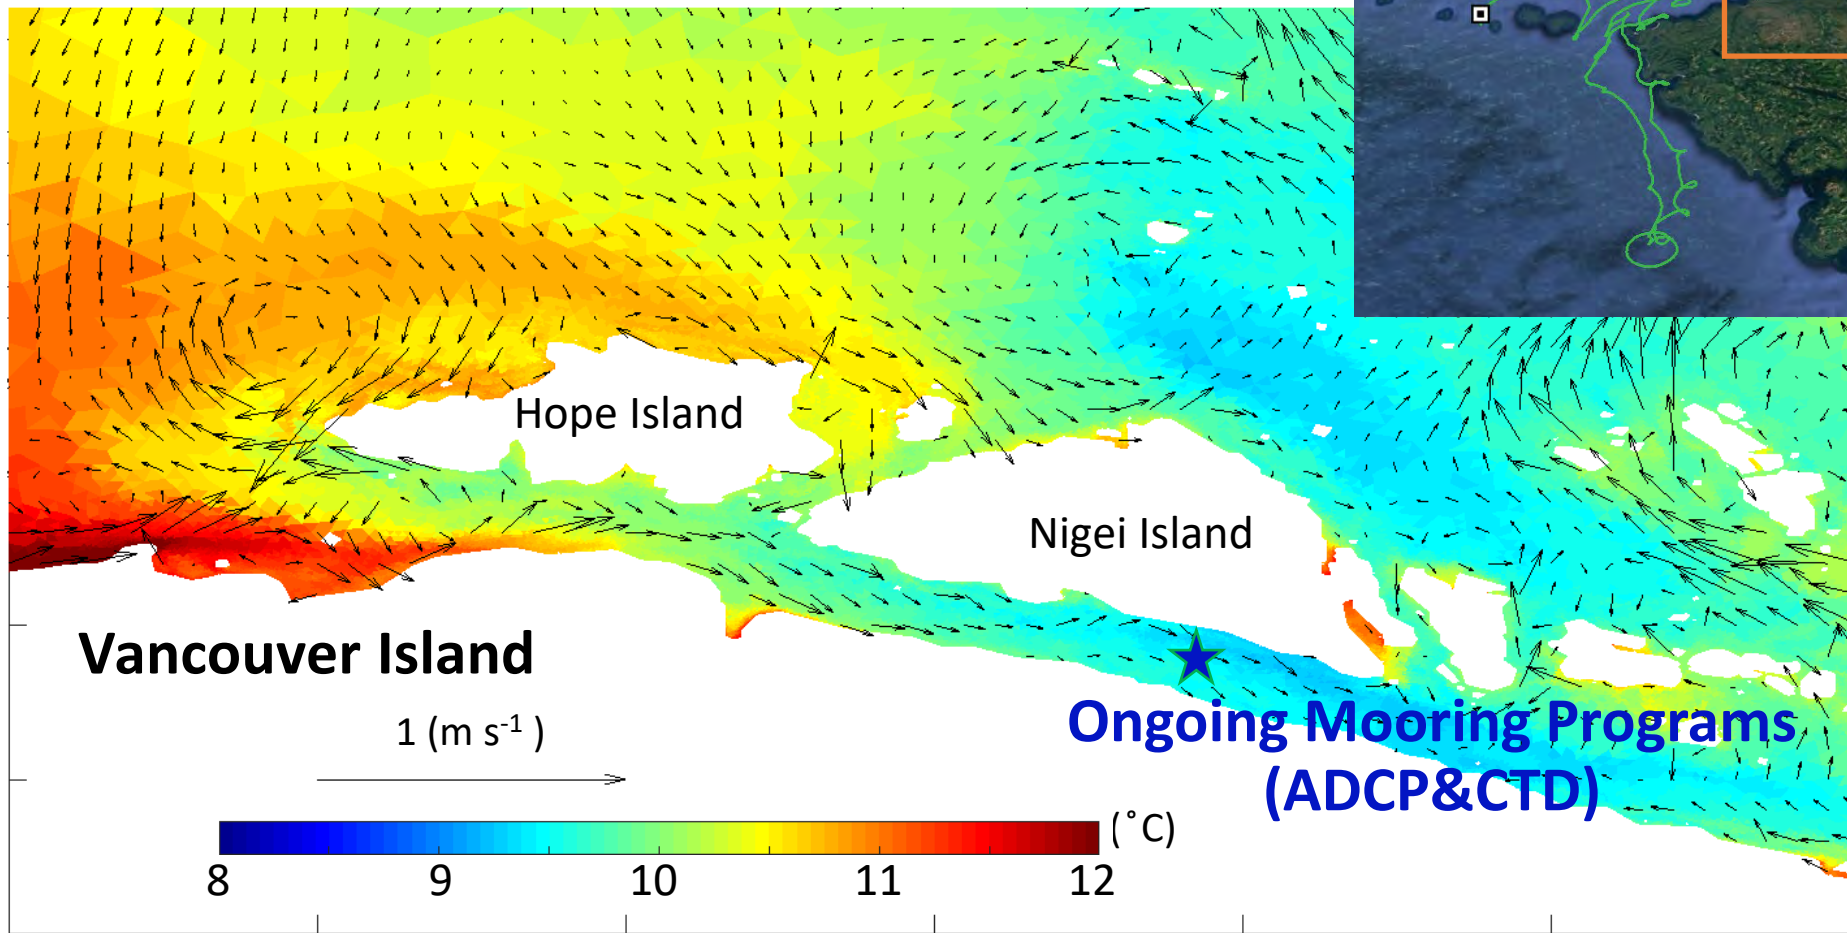 Hope Island
Nigei Island
Vancouver Island
1 (m s⁻¹ )
Ongoing Mooring Programs
(ADCP&CTD)
(˚C)
8 9 10 11 12